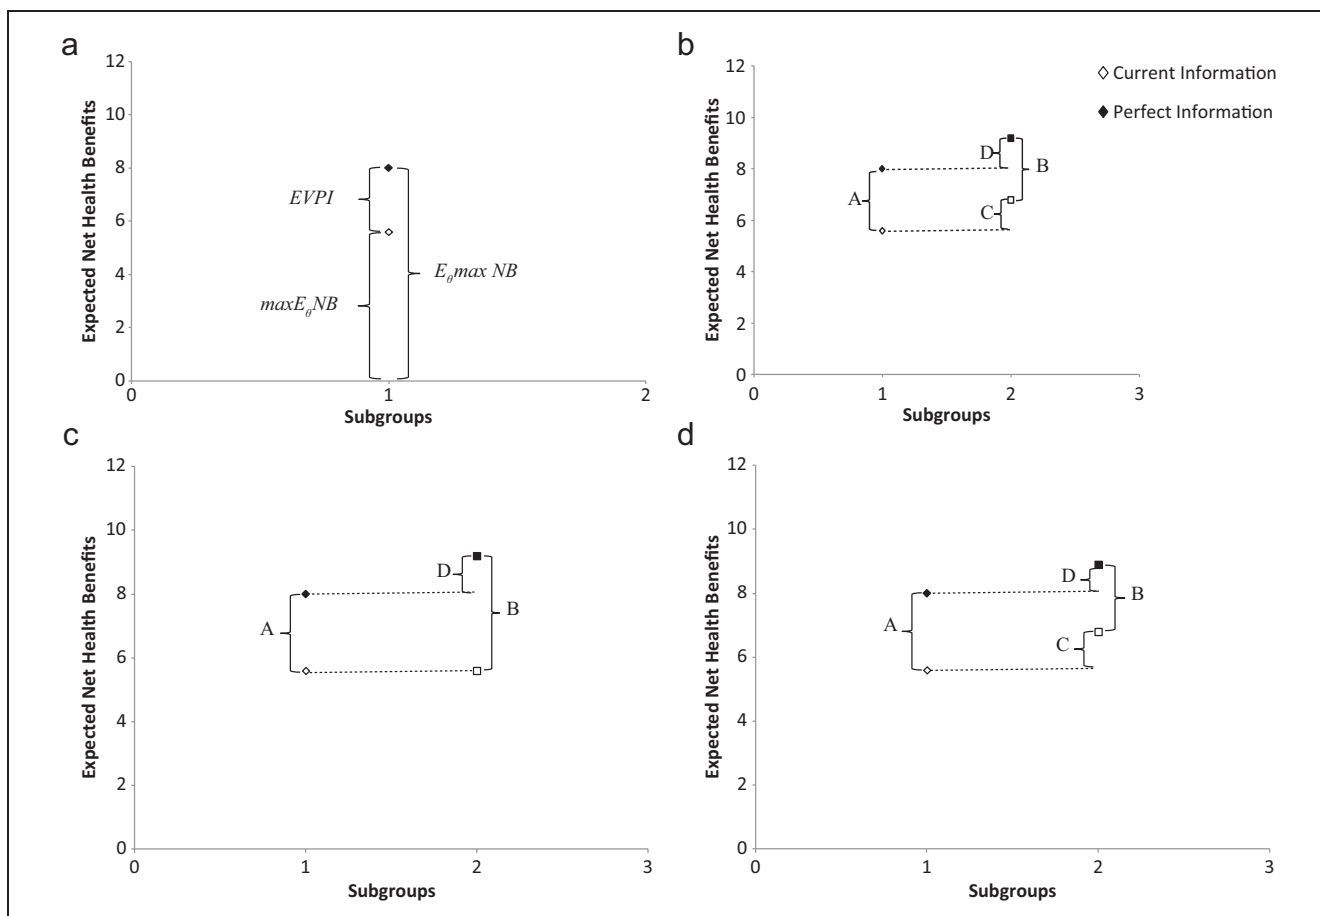 a
12
10
8
6
4
2
0
Expected Net Health Benefits
EVPI
maxEθNB
Eθmax NB
0 1 2
Subgroups
b
12
10
8
6
4
2
0
Expected Net Health Benefits
A
D
B
C
0 1 2 3
Subgroups
Current Information
Perfect Information
c
12
10
8
6
4
2
0
Expected Net Health Benefits
A
D
B
0 1 2 3
Subgroups
d
12
10
8
6
4
2
0
Expected Net Health Benefits
A
D
B
C
0 1 2 3
Subgroups